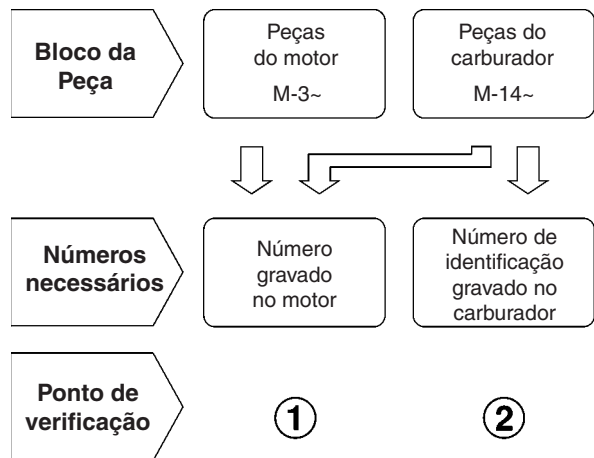 Bloco da
Peça
Peças
do motor
M-3~
Peças do
carburador
M-14~
Números
necessários
Número
gravado
no motor
Número de
identificação
gravado no
carburador
Ponto de
verificação
1
2